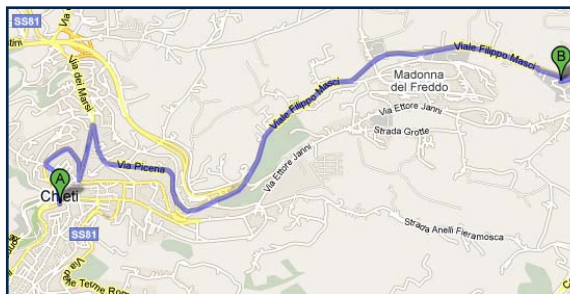 SS81
Via dei Marsi
Viale Filippo Masci
B
Madonna
del Freddo
Viale Filippo Masci
Via Ettore Janni
Strada Grotte
Via Picena
Via Ettore Janni
A
Chieti
Strada Anelli Fieramosca
SS81